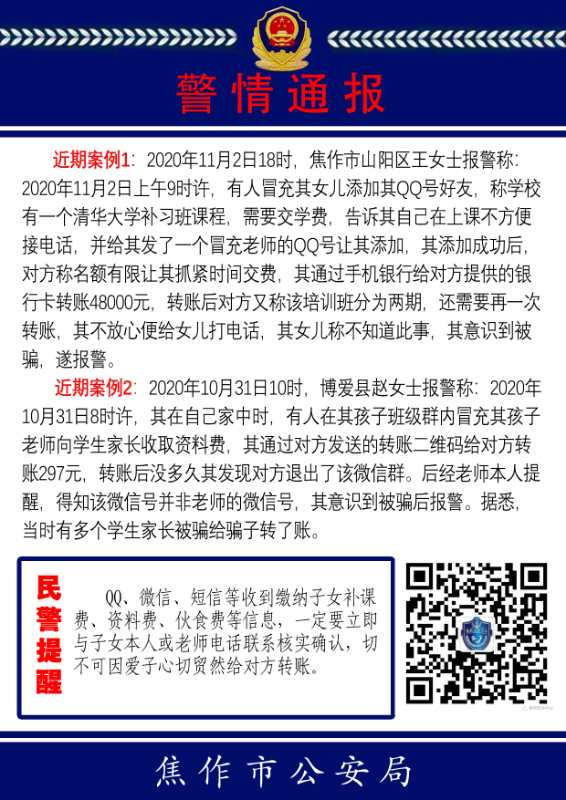 警情通报
近期案例1：2020年11月2日18时，焦作市山阳区王女士报警称：
2020年11月2日上午9时许，有人冒充其女儿添加其QQ号好友，称学校
有一个清华大学补习班课程，需要交学费，告诉其自己在上课不方便
接电话，并给其发了一个冒充老师的QQ号让其添加，其添加成功后，
对方称名额有限让其抓紧时间交费，其通过手机银行给对方提供的银
行卡转账48000元，转账后对方又称该培训班分为两期，还需要再一次
转账，其不放心便给女儿打电话，其女儿称不知道此事，其意识到被
骗，遂报警。
近期案例2：2020年10月31日10时，博爱县赵女士报警称：2020年
10月31日8时许，其在自己家中时，有人在其孩子班级群内冒充其孩子
老师向学生家长收取资料费，其通过对方发送的转账二维码给对方转
账297元，转账后没多久其发现对方退出了该微信群。后经老师本人提
醒，得知该微信号并非老师的微信号，其意识到被骗后报警。据悉，
当时有多个学生家长被骗给骗子转了账。
民警提醒
QQ、微信、短信等收到缴纳子女补课
费、资料费、伙食费等信息，一定要立即
与子女本人或老师电话联系核实确认，切
不可因爱子心切贸然给对方转账。
焦作市公安局